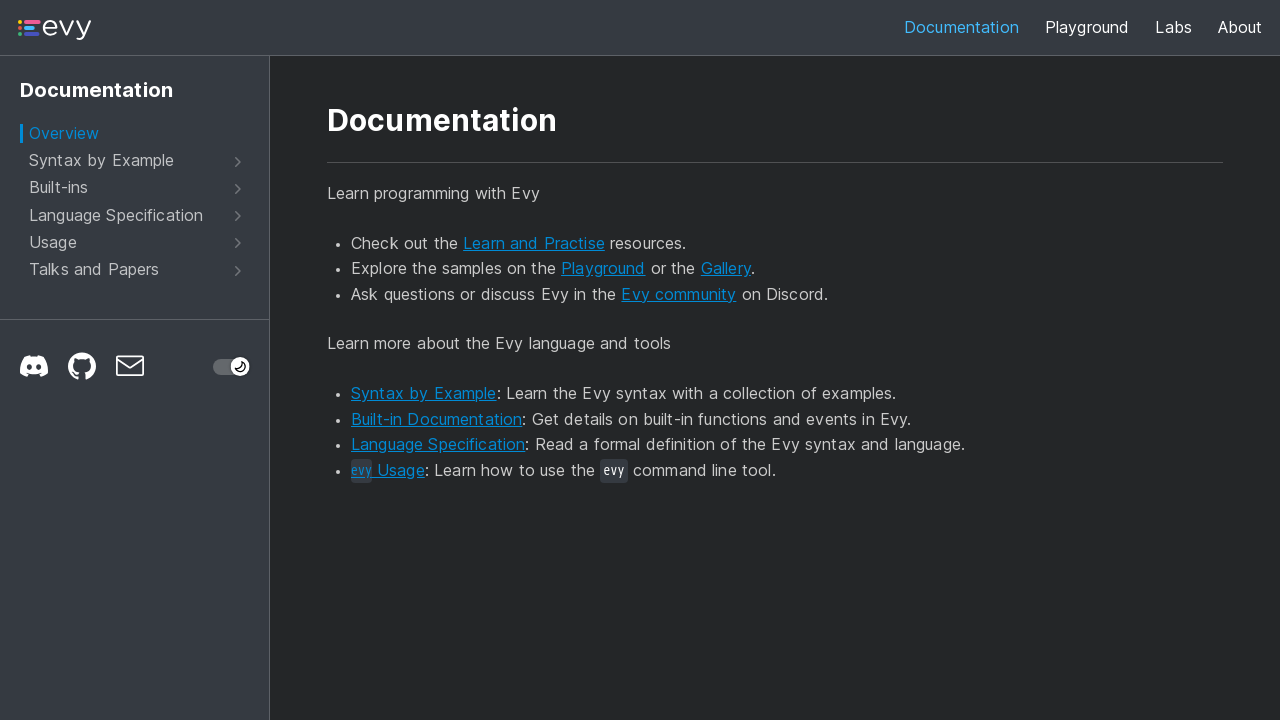 evy
Documentation
Playground
Labs
About
Documentation
Overview
Syntax by Example
Built-ins
Language Specification
Usage
Talks and Papers
Documentation
Learn programming with Evy
Check out the Learn and Practise resources.
Explore the samples on the Playground or the Gallery.
Ask questions or discuss Evy in the Evy community on Discord.
Learn more about the Evy language and tools
Syntax by Example: Learn the Evy syntax with a collection of examples.
Built-in Documentation: Get details on built-in functions and events in Evy.
Language Specification: Read a formal definition of the Evy syntax and language.
evy Usage: Learn how to use the evy command line tool.